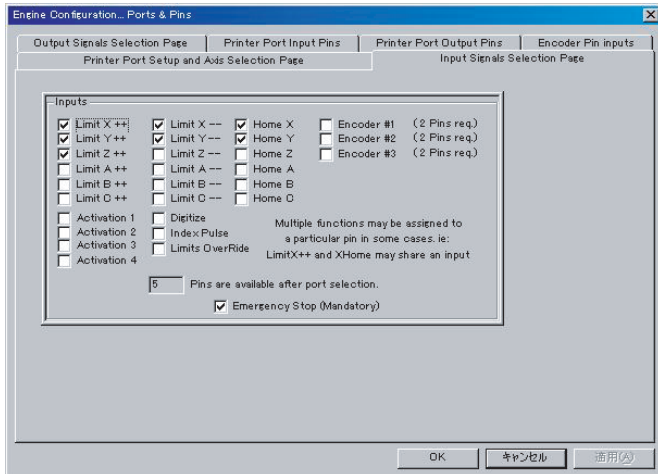 Engine Configuration... Ports & Pins
Output Signals Selection Page
Printer Port Input Pins
Printer Port Output Pins
Encoder Pin inputs
Printer Port Setup and Axis Selection Page
Input Signals Selection Page
Inputs
Limit X ++
Limit X --
Home X
Encoder #1
(2 Pins req.)
Limit Y ++
Limit Y --
Home Y
Encoder #2
(2 Pins req.)
Limit Z ++
Limit Z --
Home Z
Encoder #3
(2 Pins req.)
Limit A ++
Limit A --
Home A
Limit B ++
Limit B --
Home B
Limit C ++
Limit C --
Home C
Activation 1
Digitize
Activation 2
Index Pulse
Activation 3
Limits OverRide
Activation 4
Multiple functions may be assigned to
a particular pin in some cases. ie:
LimitX++ and XHome may share an input
5
Pins are available after port selection.
Emergency Stop (Mandatory)
OK
キャンセル
適用(A)